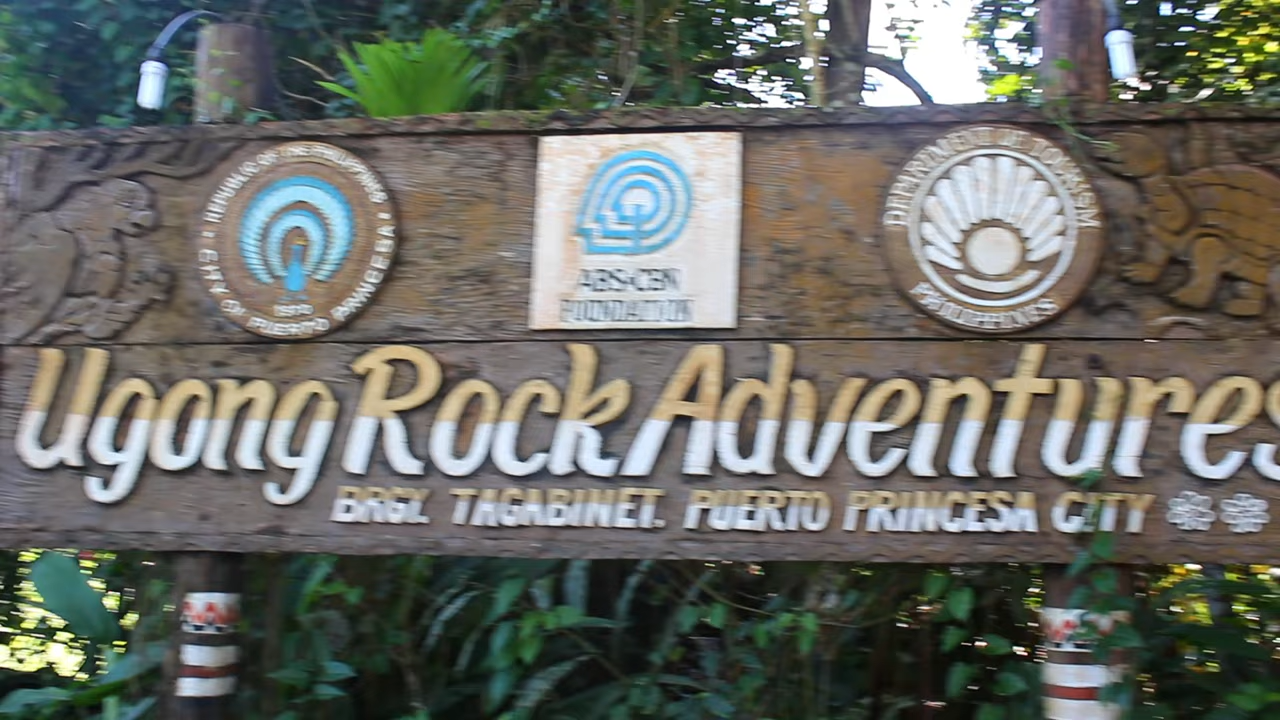 REPUBLIC OF THE PHILIPPINES
CITY OF PUERTO PRINCESA
ABS-CBN
FOUNDATION
DEPARTMENT OF TOURISM
PHILIPPINES
Ugong Rock Adventures
BRGY. TAGABINET. PUERTO PRINCESA CITY